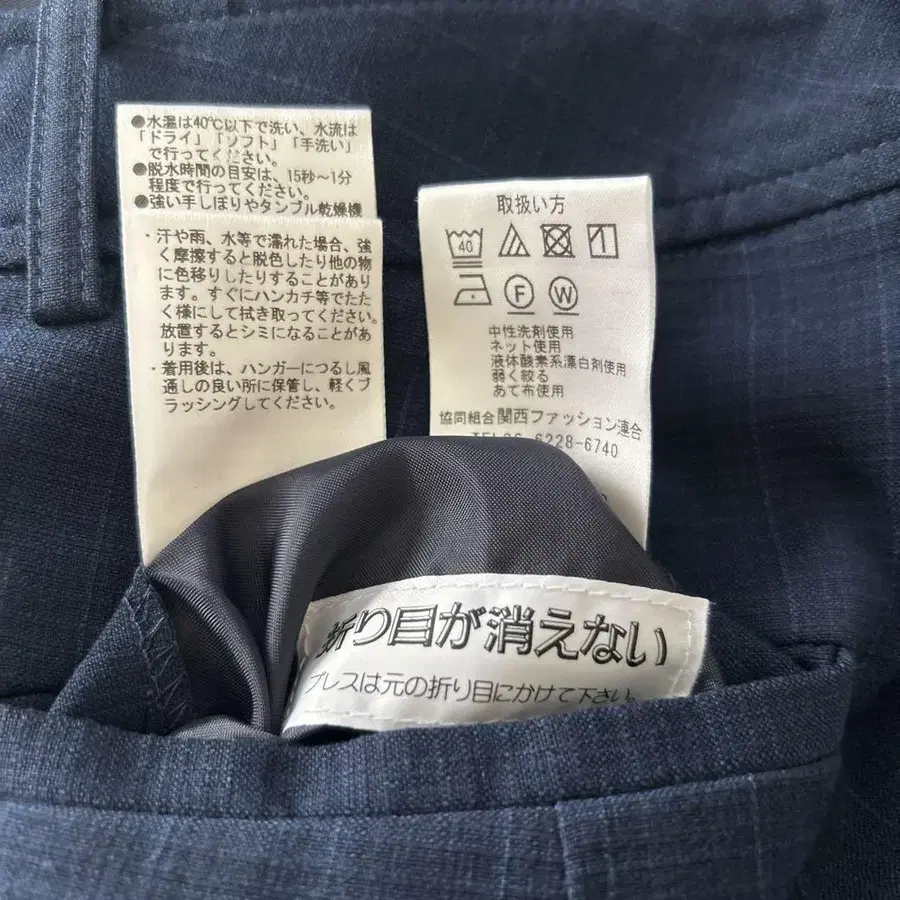 ●水温は40℃以下で洗い、水流は
「ドライ」「ソフト」「手洗い」
で行ってください。
●脱水時間の目安は、15秒～1分
程度で行ってください。
●強い手しぼりやタンブル乾燥機
・汗や雨、水等で濡れた場合、強
く摩擦すると脱色したり他の物
に色移りしたりすることがあり
ます。すぐにハンカチ等でたた
く様にして拭き取ってください。
放置するとシミになることがあ
ります。
・着用後は、ハンガーにつるし風
通しの良い所に保管し、軽くブ
ラッシングしてください。
取扱い方
40
F W
中性洗剤使用
ネット使用
液体酸素系漂白剤使用
弱く絞る
あて布使用
協同組合関西ファッション連合
6228-6740
折り目が消えない
プレスは元の折り目にかけて下さい。